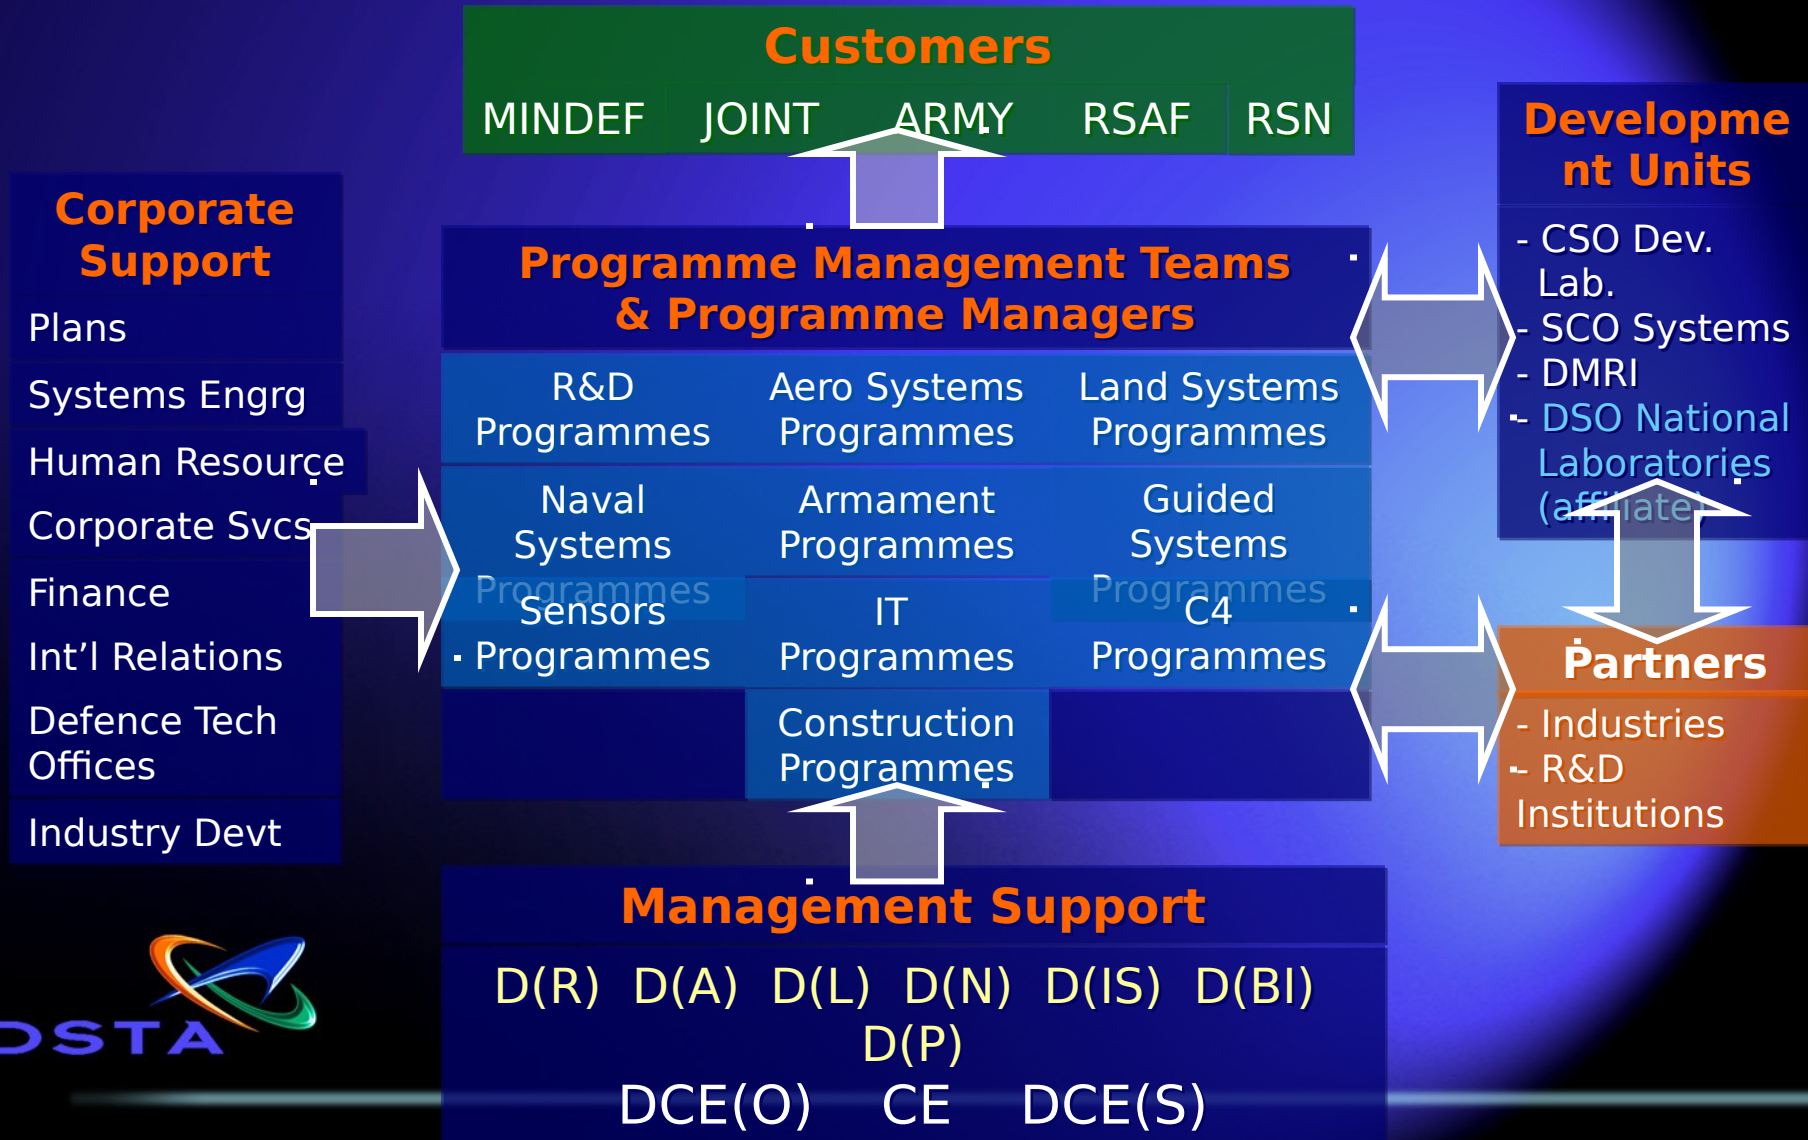 Customers
MINDEF JOINT ARMY RSAF RSN
Corporate
Support
Plans
Systems Engrg
Human Resource
Corporate Svcs
Finance
Int’l Relations
Defence Tech
Offices
Industry Devt
Programme Management Teams
& Programme Managers
R&D
Programmes
Aero Systems
Programmes
Land Systems
Programmes
Naval
Systems
Programmes
Armament
Programmes
Guided
Systems
Programmes
Sensors
Programmes
IT
Programmes
C4
Programmes
Construction
Programmes
Developme
nt Units
- CSO Dev.
Lab.
- SCO Systems
- DMRI
- DSO National
Laboratories
(affiliate)
Partners
- Industries
- R&D
Institutions
Management Support
D(R) D(A) D(L) D(N) D(IS) D(BI)
D(P)
DCE(O) CE DCE(S)
DSTA